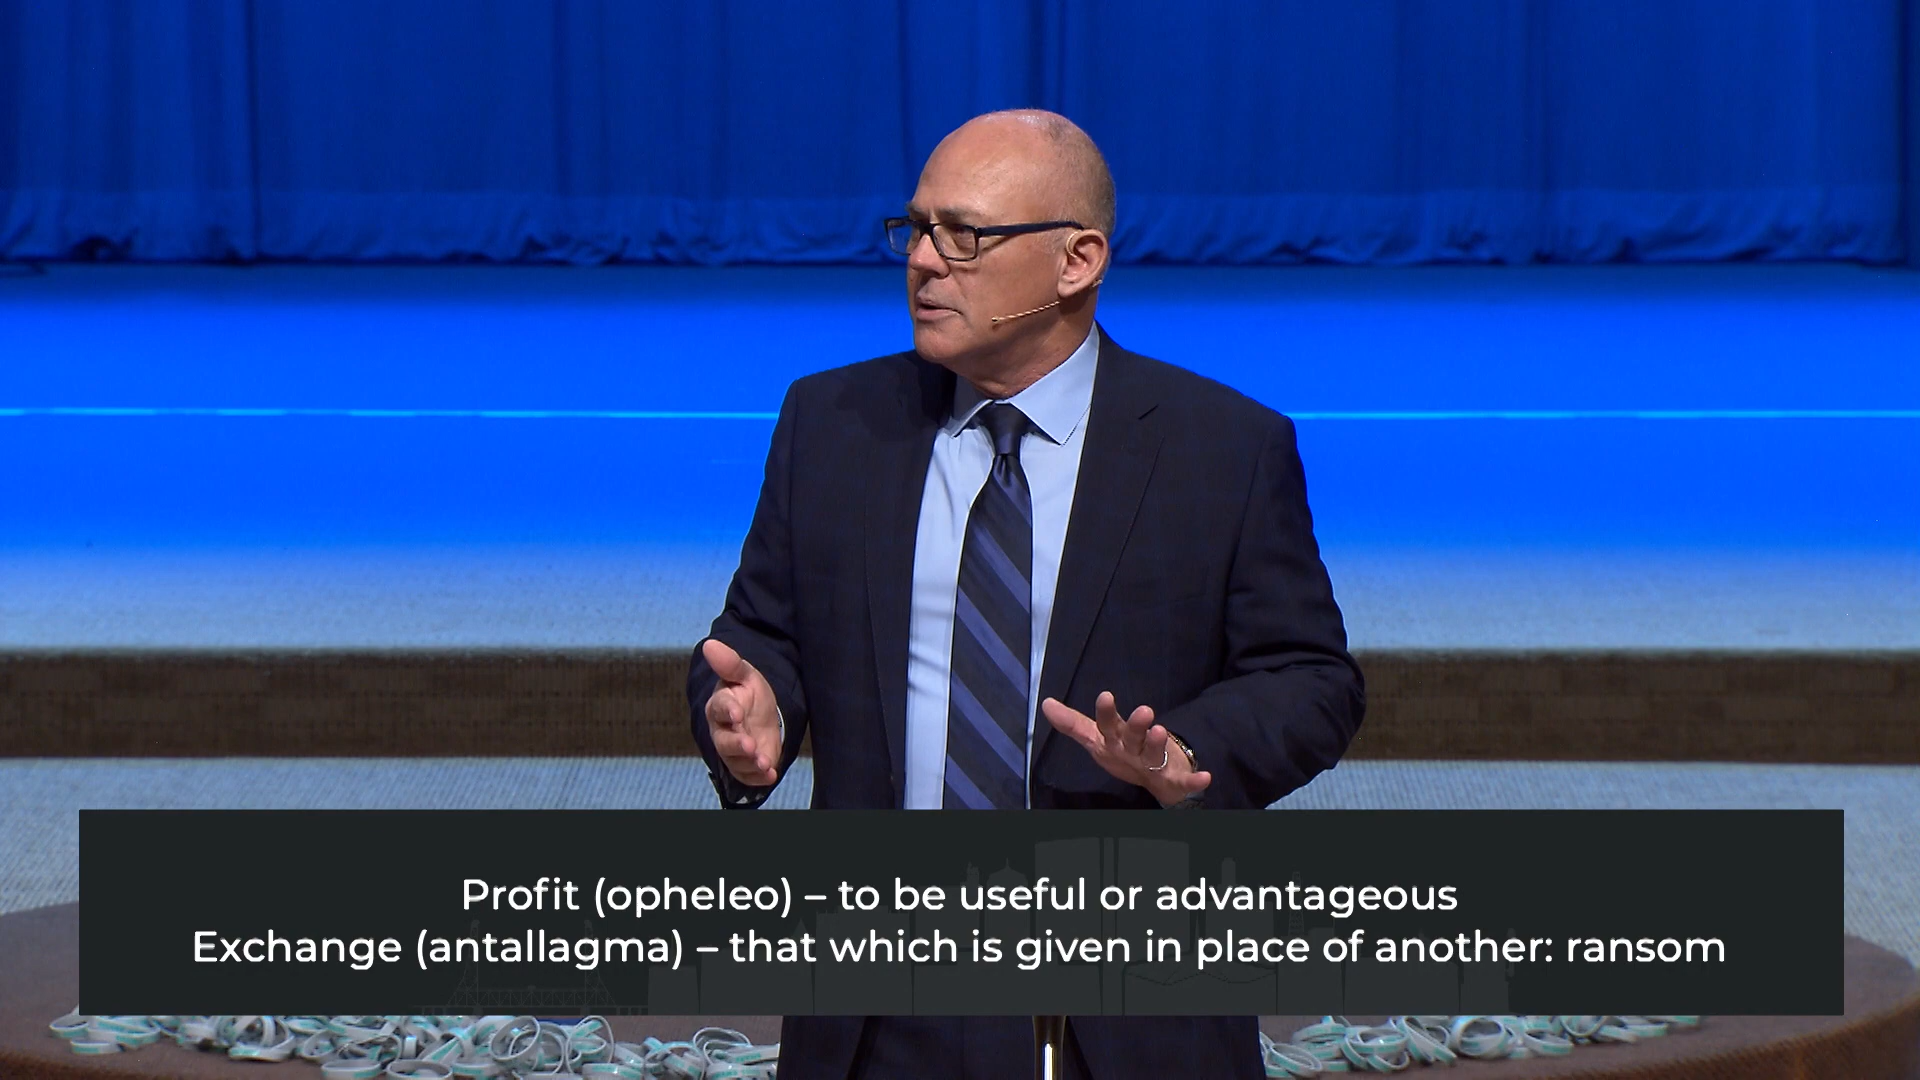 Profit (opheleo) – to be useful or advantageous
Exchange (antallagma) – that which is given in place of another: ransom